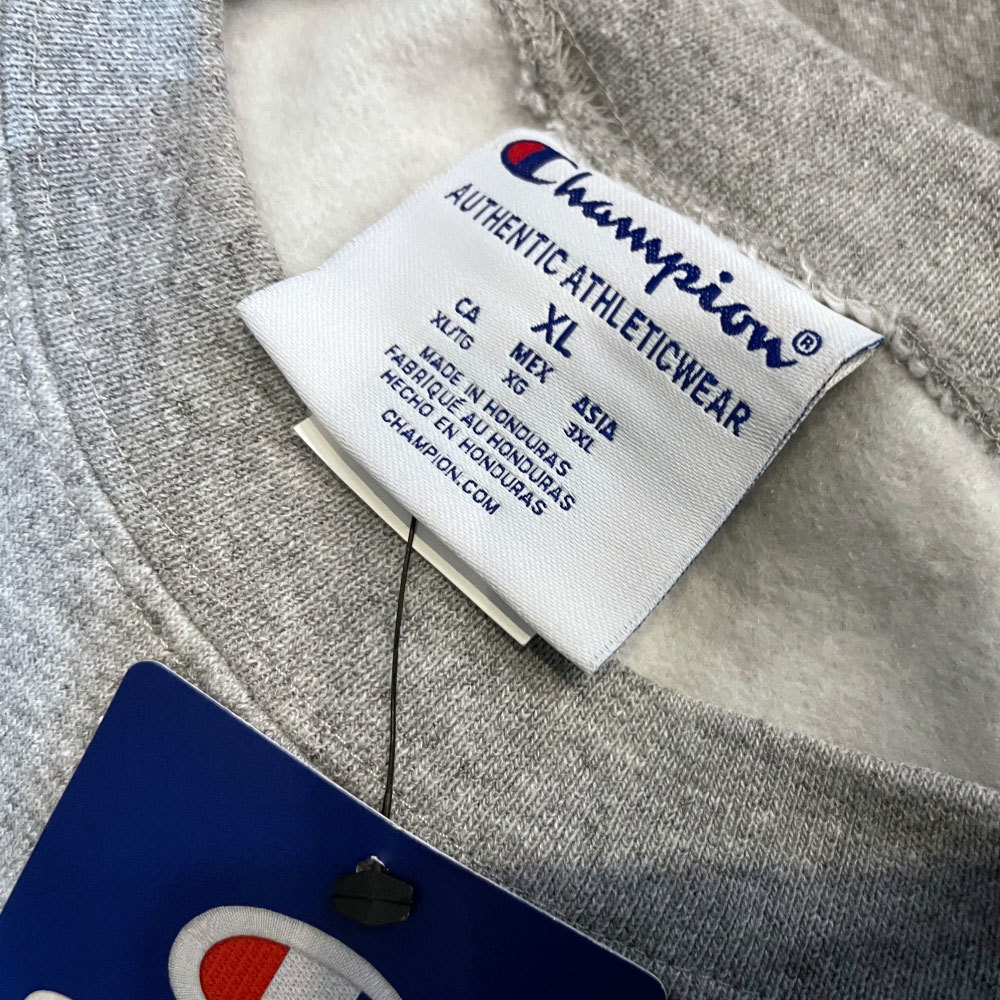 Champion®
AUTHENTIC ATHLETICWEAR
XL
CA MEX ASIA
XL/TG XG 3XL
MADE IN HONDURAS
FABRIQUÉ AU HONDURAS
HECHO EN HONDURAS
CHAMPION.COM